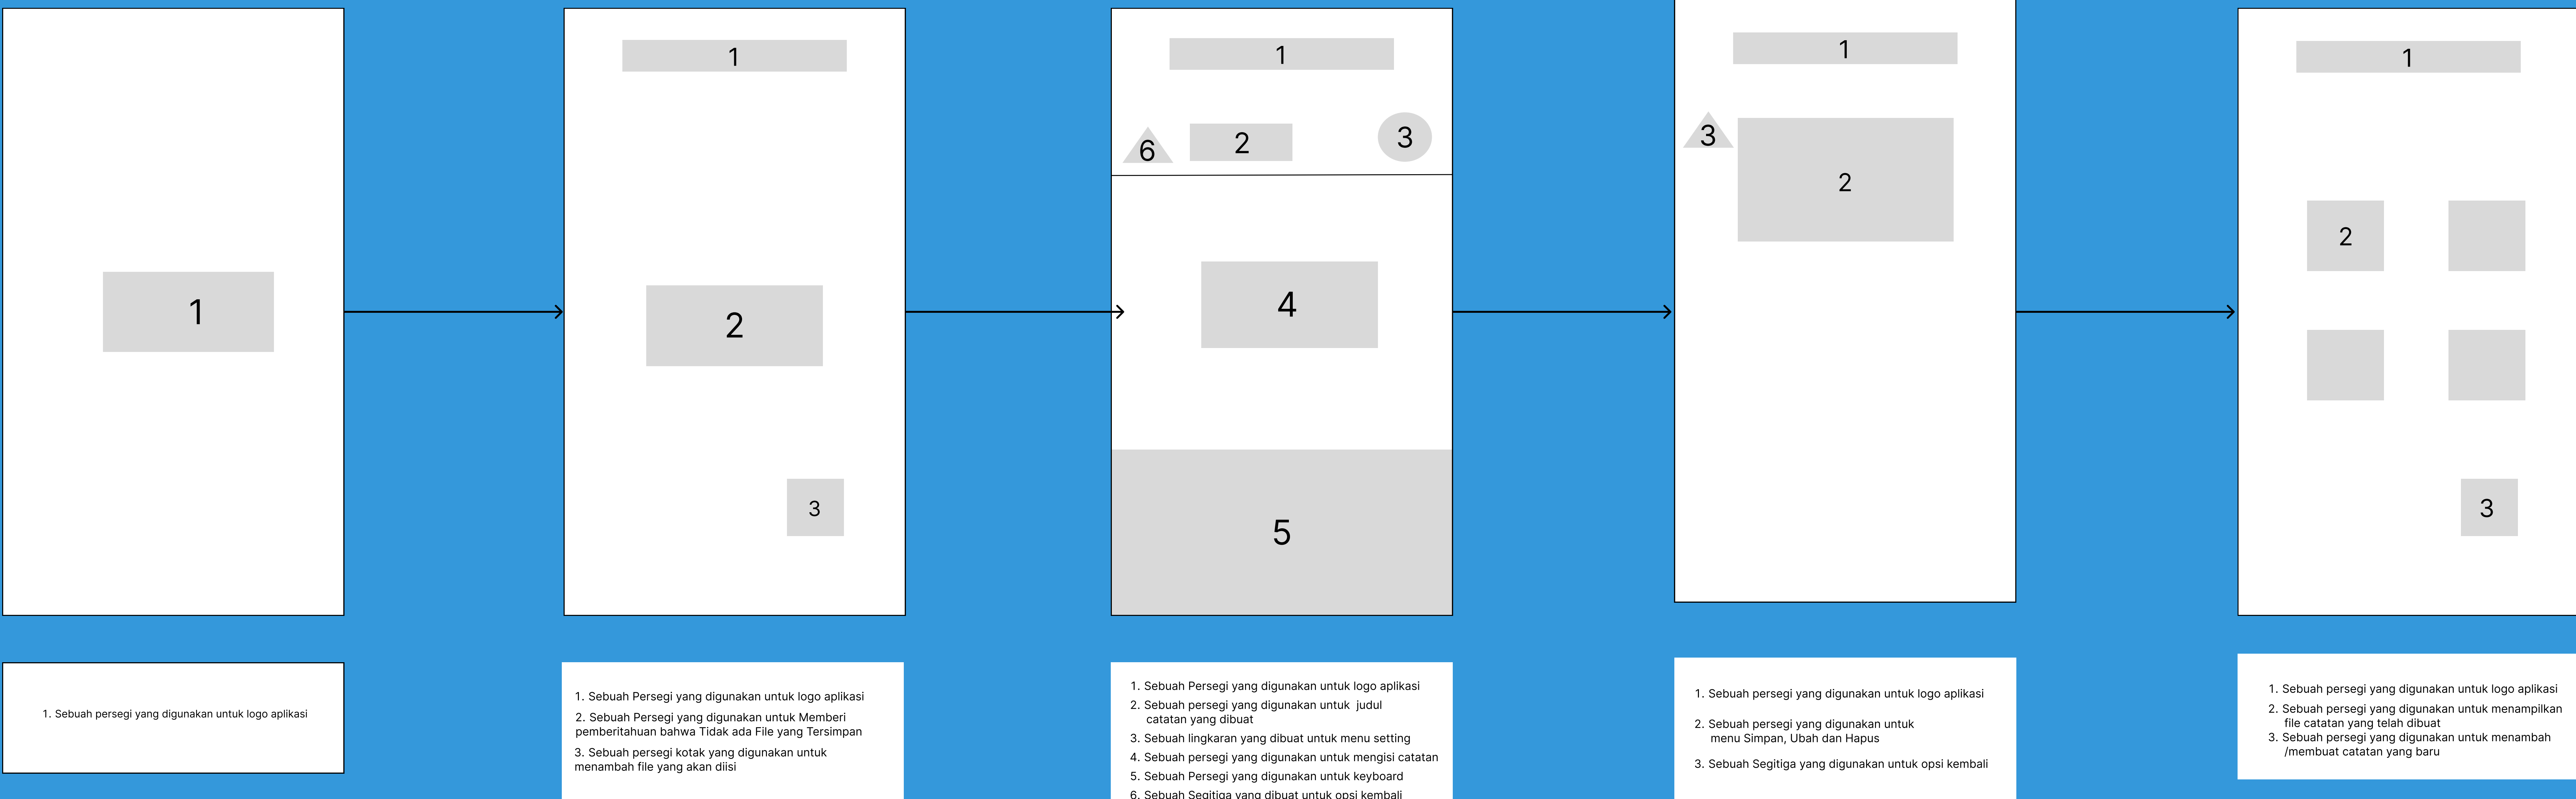 1
1
2
3
1
6
2
3
4
5
1
3
2
1
2
3
1. Sebuah persegi yang digunakan untuk logo aplikasi
1. Sebuah Persegi yang digunakan untuk logo aplikasi
2. Sebuah Persegi yang digunakan untuk Memberi
pemberitahuan bahwa Tidak ada File yang Tersimpan
3. Sebuah persegi kotak yang digunakan untuk
menambah file yang akan diisi
1. Sebuah Persegi yang digunakan untuk logo aplikasi
2. Sebuah persegi yang digunakan untuk judul
catatan yang dibuat
3. Sebuah lingkaran yang dibuat untuk menu setting
4. Sebuah persegi yang digunakan untuk mengisi catatan
5. Sebuah Persegi yang digunakan untuk keyboard
6. Sebuah Segitiga yang dibuat untuk opsi kembali
1. Sebuah persegi yang digunakan untuk logo aplikasi
2. Sebuah persegi yang digunakan untuk
menu Simpan, Ubah dan Hapus
3. Sebuah Segitiga yang digunakan untuk opsi kembali
1. Sebuah persegi yang digunakan untuk logo aplikasi
2. Sebuah persegi yang digunakan untuk menampilkan
file catatan yang telah dibuat
3. Sebuah persegi yang digunakan untuk menambah
/membuat catatan yang baru